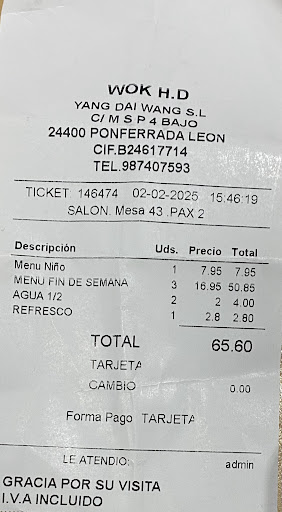 WOK H.D
YANG DAI WANG S.L
C/ M S P 4 BAJO
24400 PONFERRADA LEON
CIF.B24617714
TEL.987407593
TICKET 146474 02-02-2025 15:46:19
SALON. Mesa 43 .PAX 2
Descripción Uds. Precio Total
Menu Niño 1 7.95 7.95
MENU FIN DE SEMANA 3 16.95 50.85
AGUA 1/2 2 2 4.00
REFRESCO 1 2.8 2.80
TOTAL 65.60
TARJETA
CAMBIO 0.00
Forma Pago TARJETA
LE ATENDIO: admin
GRACIA POR SU VISITA
I.V.A INCLUIDO